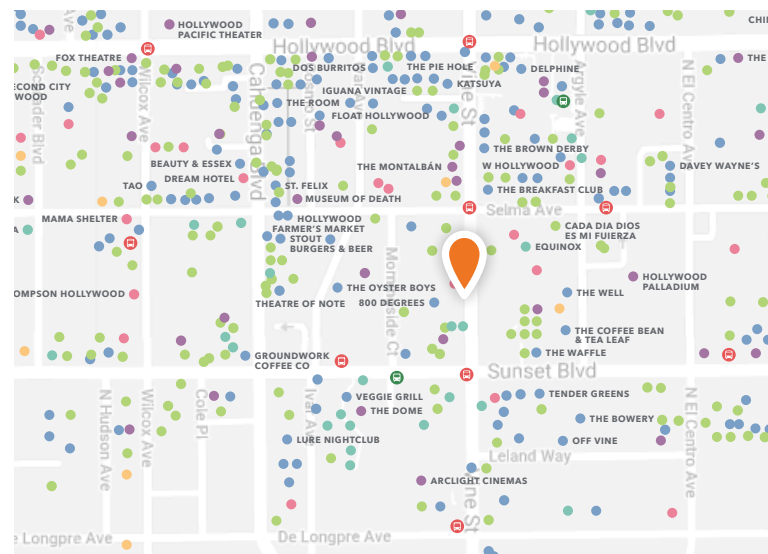 Ave
HOLLYWOOD
PACIFIC THEATER
Hollywood Blvd
Hollywood Blvd
CHI
FOX THEATRE
DOS BURRITOS
THE PIE HOLE
DELPHINE
THE
ECOND CITY
WOOD
IGUANA VINTAGE
KATSUYA
THE ROOM
FLOAT HOLLYWOOD
Wilcox Ave
Cahuenga Blvd
Argyle Ave
N El Centro Ave
THE BROWN DERBY
BEAUTY & ESSEX
THE MONTALBÁN
W HOLLYWOOD
DAVEY WAYNE'S
DREAM HOTEL
TAO
ST. FELIX
THE BREAKFAST CLUB
K
MUSEUM OF DEATH
Selma Ave
MAMA SHELTER
HOLLYWOOD
FARMER'S MARKET
CADA DIA DIOS
ES MI FUERZA
A
STOUT
BURGERS & BEER
EQUINOX
HOLLYWOOD
PALLADIUM
OMPSON HOLLYWOOD
THE OYSTER BOYS
THE WELL
THEATRE OF NOTE
800 DEGREES
THE COFFEE BEAN
& TEA LEAF
GROUNDWORK
COFFEE CO
THE WAFFLE
Sunset Blvd
VEGGIE GRILL
TENDER GREENS
THE DOME
THE BOWERY
N Hudson Ave
Wilcox Ave
Cole Pl
N El Centro Ave
LURE NIGHTCLUB
OFF VINE
Leland Way
ARCLIGHT CINEMAS
e Longpre Ave
De Longpre Ave